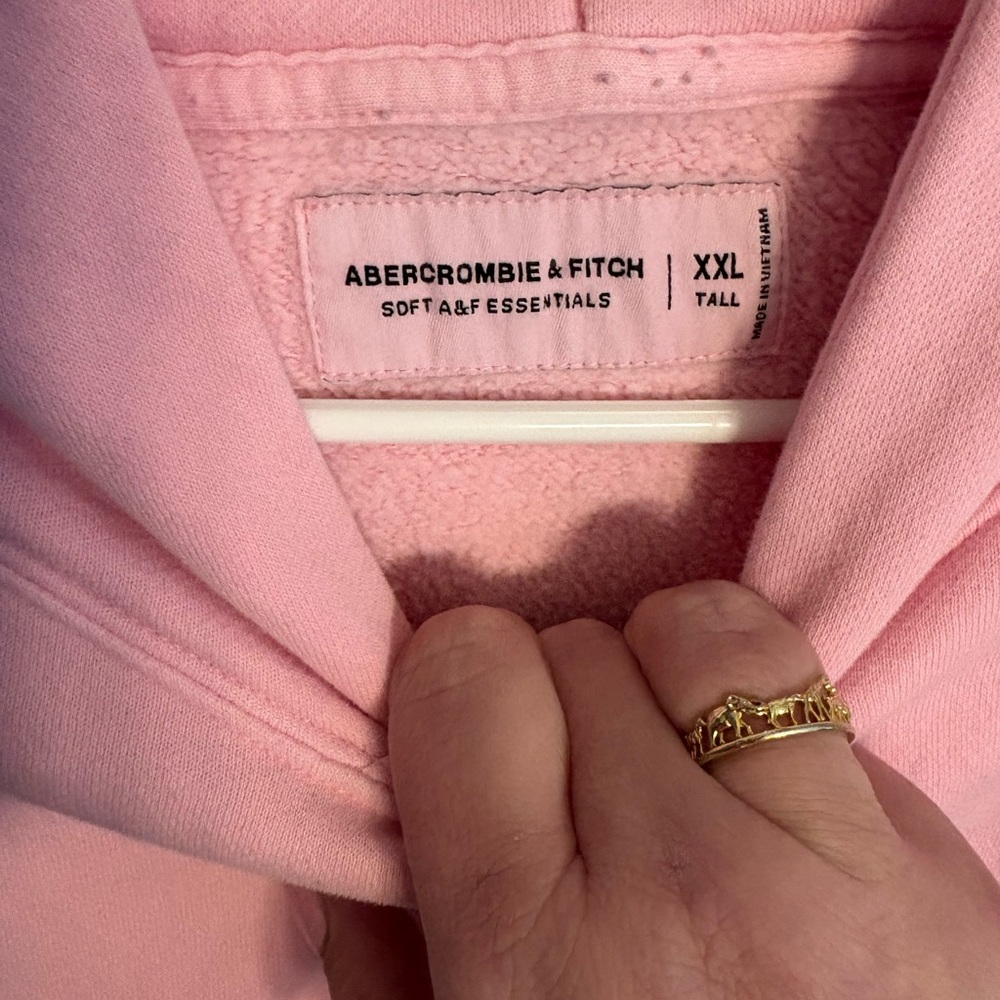 ABERCROMBIE & FITCH
SOFT A&F ESSENTIALS
XXL
TALL
MADE IN VIETNAM